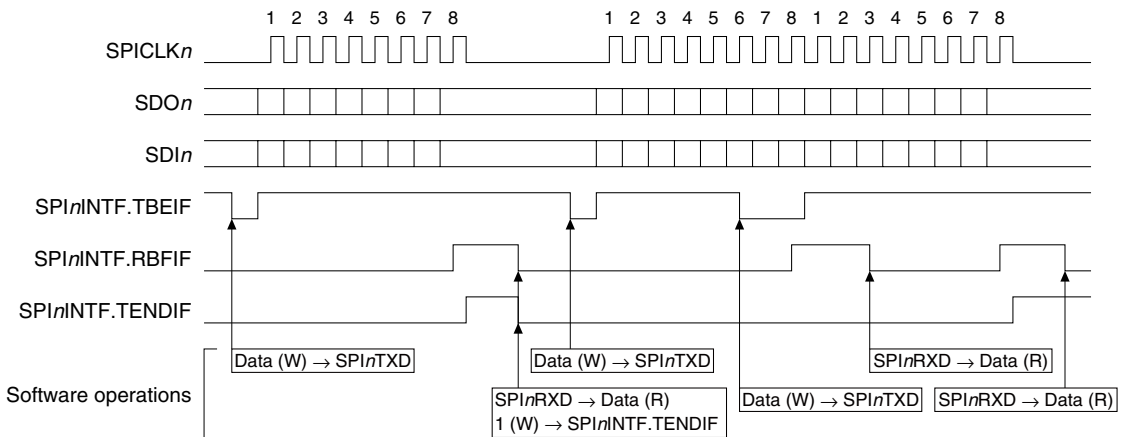 1 2 3 4 5 6 7 8 1 2 3 4 5 6 7 8 1 2 3 4 5 6 7 8
SPICLKn
SDOn
SDIn
SPInINTF.TBEIF
SPInINTF.RBFIF
SPInINTF.TENDIF
Software operations
Data (W) → SPInTXD
Data (W) → SPInTXD
SPInRXD → Data (R)
SPInRXD → Data (R)
1 (W) → SPInINTF.TENDIF
Data (W) → SPInTXD
SPInRXD → Data (R)